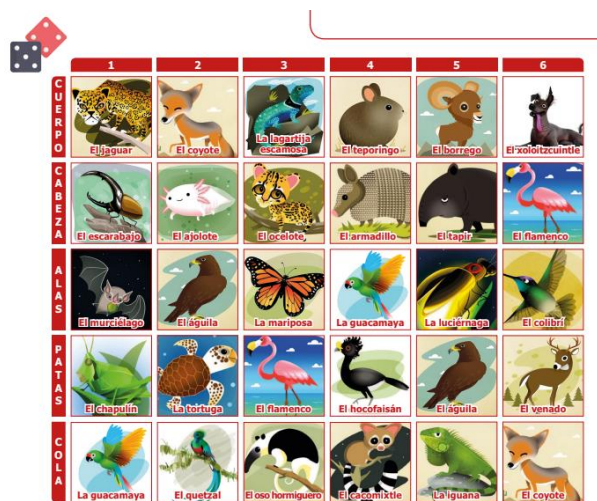 1 2 3 4 5 6
CUERPO
El jaguar
El coyote
La lagartija
escamosa
El teporingo
El borrego
El xoloitzcuintle
CABEZA
El escarabajo
El ajolote
El ocelote
El armadillo
El tapir
El flamenco
ALAS
El murciélago
El águila
La mariposa
La guacamaya
La luciérnaga
El colibrí
PATAS
El chapulín
La tortuga
El flamenco
El hocofaisán
El águila
El venado
COLA
La guacamaya
El quetzal
El oso hormiguero
El cacomixtle
La iguana
El coyote